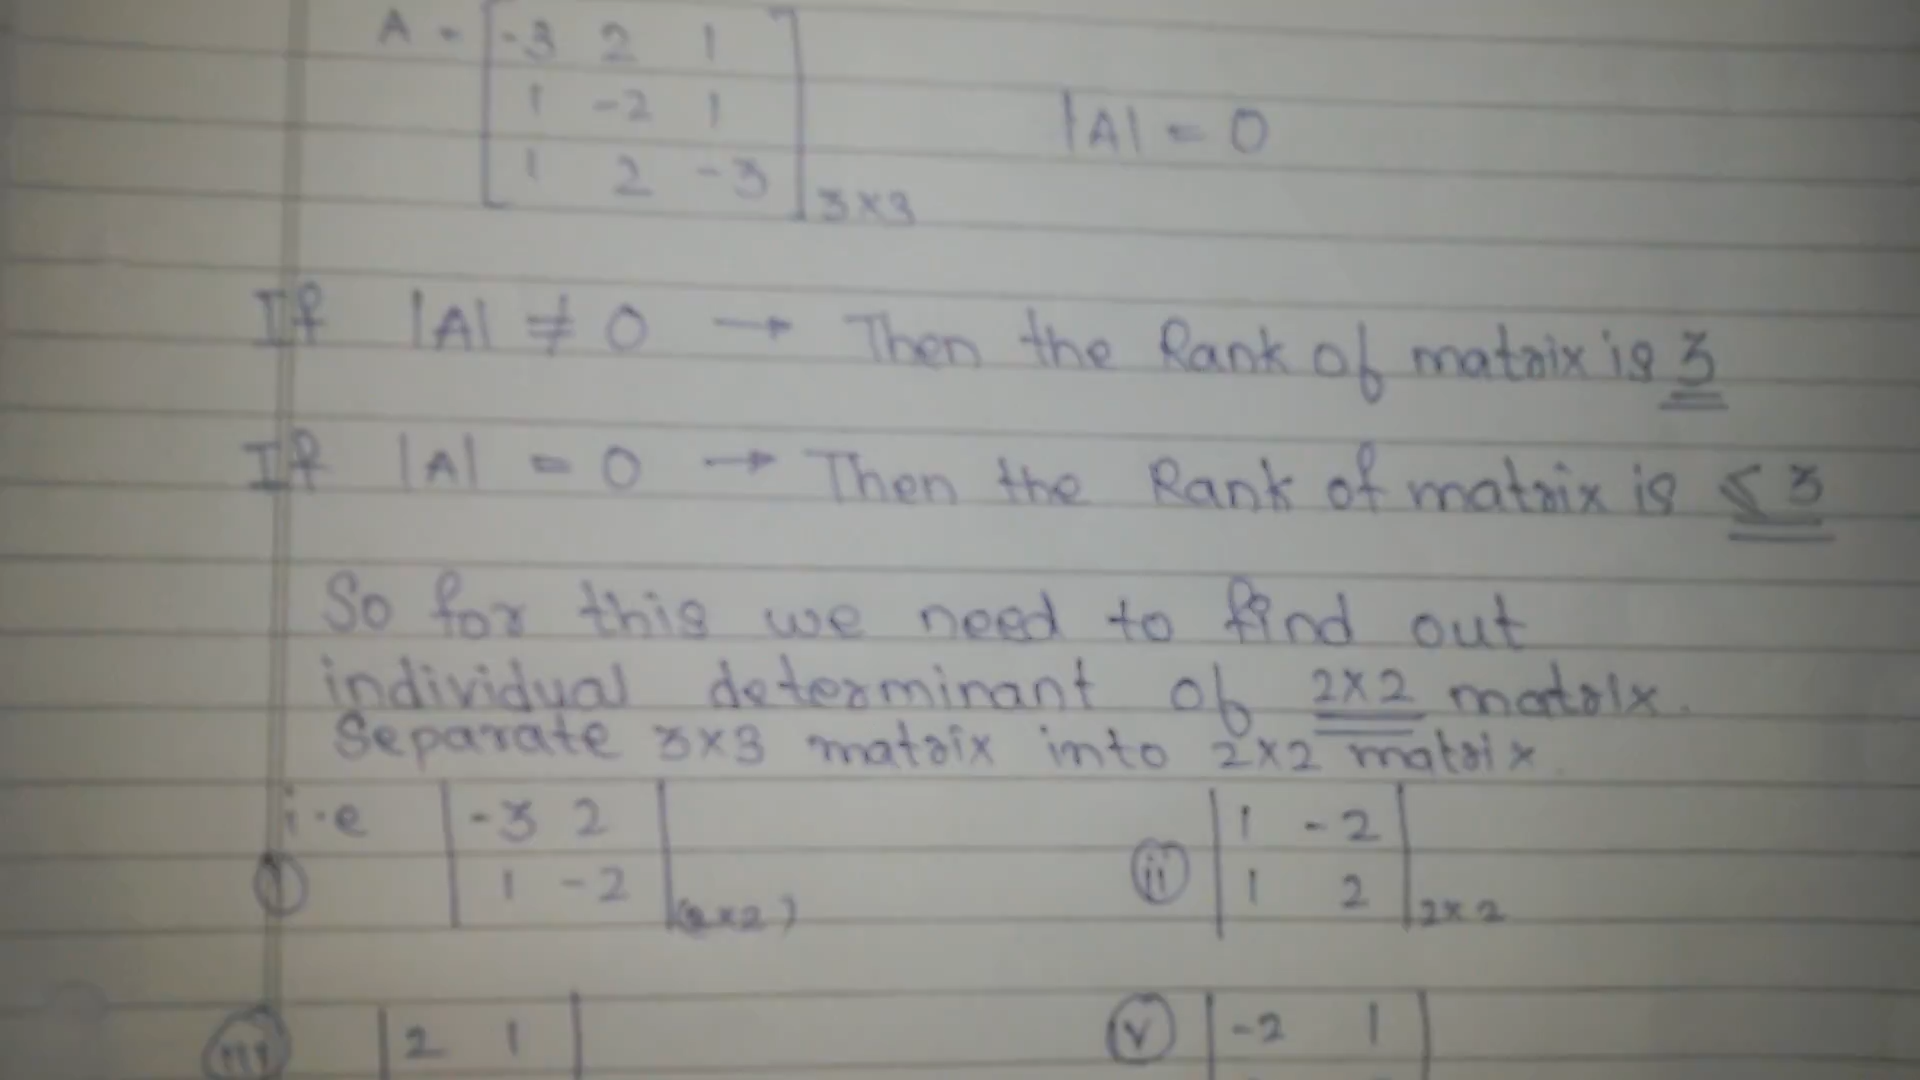 A = [-3 2 1
1 -2 1
1 2 -3] 3×3
|A| = 0
If |A| ≠ 0 → Then the Rank of matrix is 3
If |A| = 0 → Then the Rank of matrix is < 3
So for this we need to find out
individual determinant of 2×2 matrix.
Separate 3×3 matrix into 2×2 matrix.
i.e |-3 2|
(i) |1 -2| (2×2)
(ii) |1 -2|
|1 2| 2×2
(iii) |2 1|
(v) |-2 1|